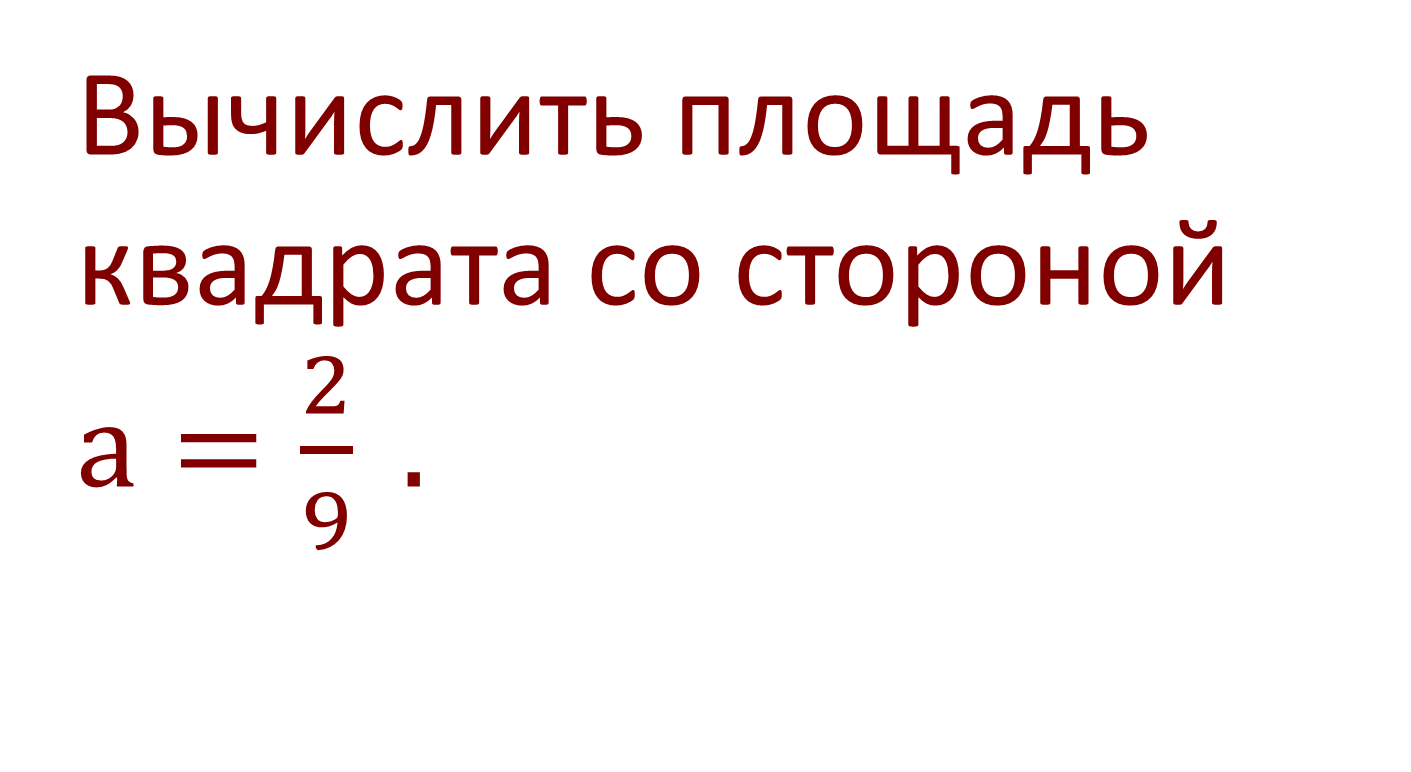 Вычислить площадь
квадрата со стороной
а = 2/9 .